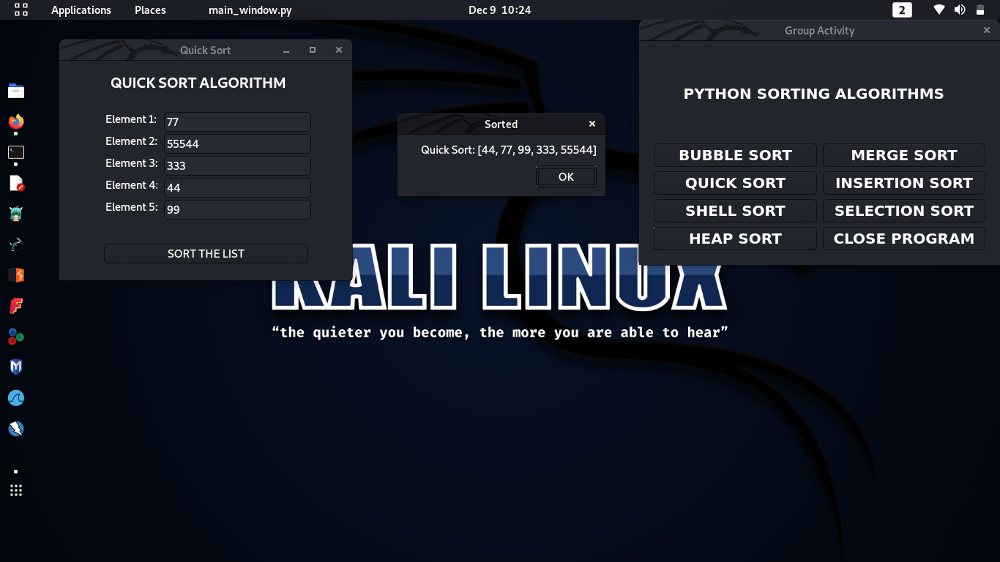 Applications Places main_window.py Dec 9 10:24 2
Quick Sort
QUICK SORT ALGORITHM
Element 1: 77
Element 2: 55544
Element 3: 333
Element 4: 44
Element 5: 99
SORT THE LIST
Sorted
Quick Sort: [44, 77, 99, 333, 55544]
OK
Group Activity
PYTHON SORTING ALGORITHMS
BUBBLE SORT MERGE SORT
QUICK SORT INSERTION SORT
SHELL SORT SELECTION SORT
HEAP SORT CLOSE PROGRAM
KALI LINUX
“the quieter you become, the more you are able to hear”